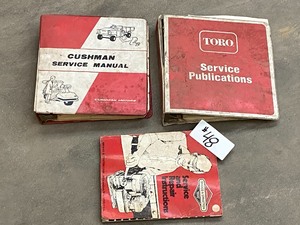 CUSHMAN
SERVICE MANUAL
TORO
Service
Publications
$48
Service
and
Repair
Instructions